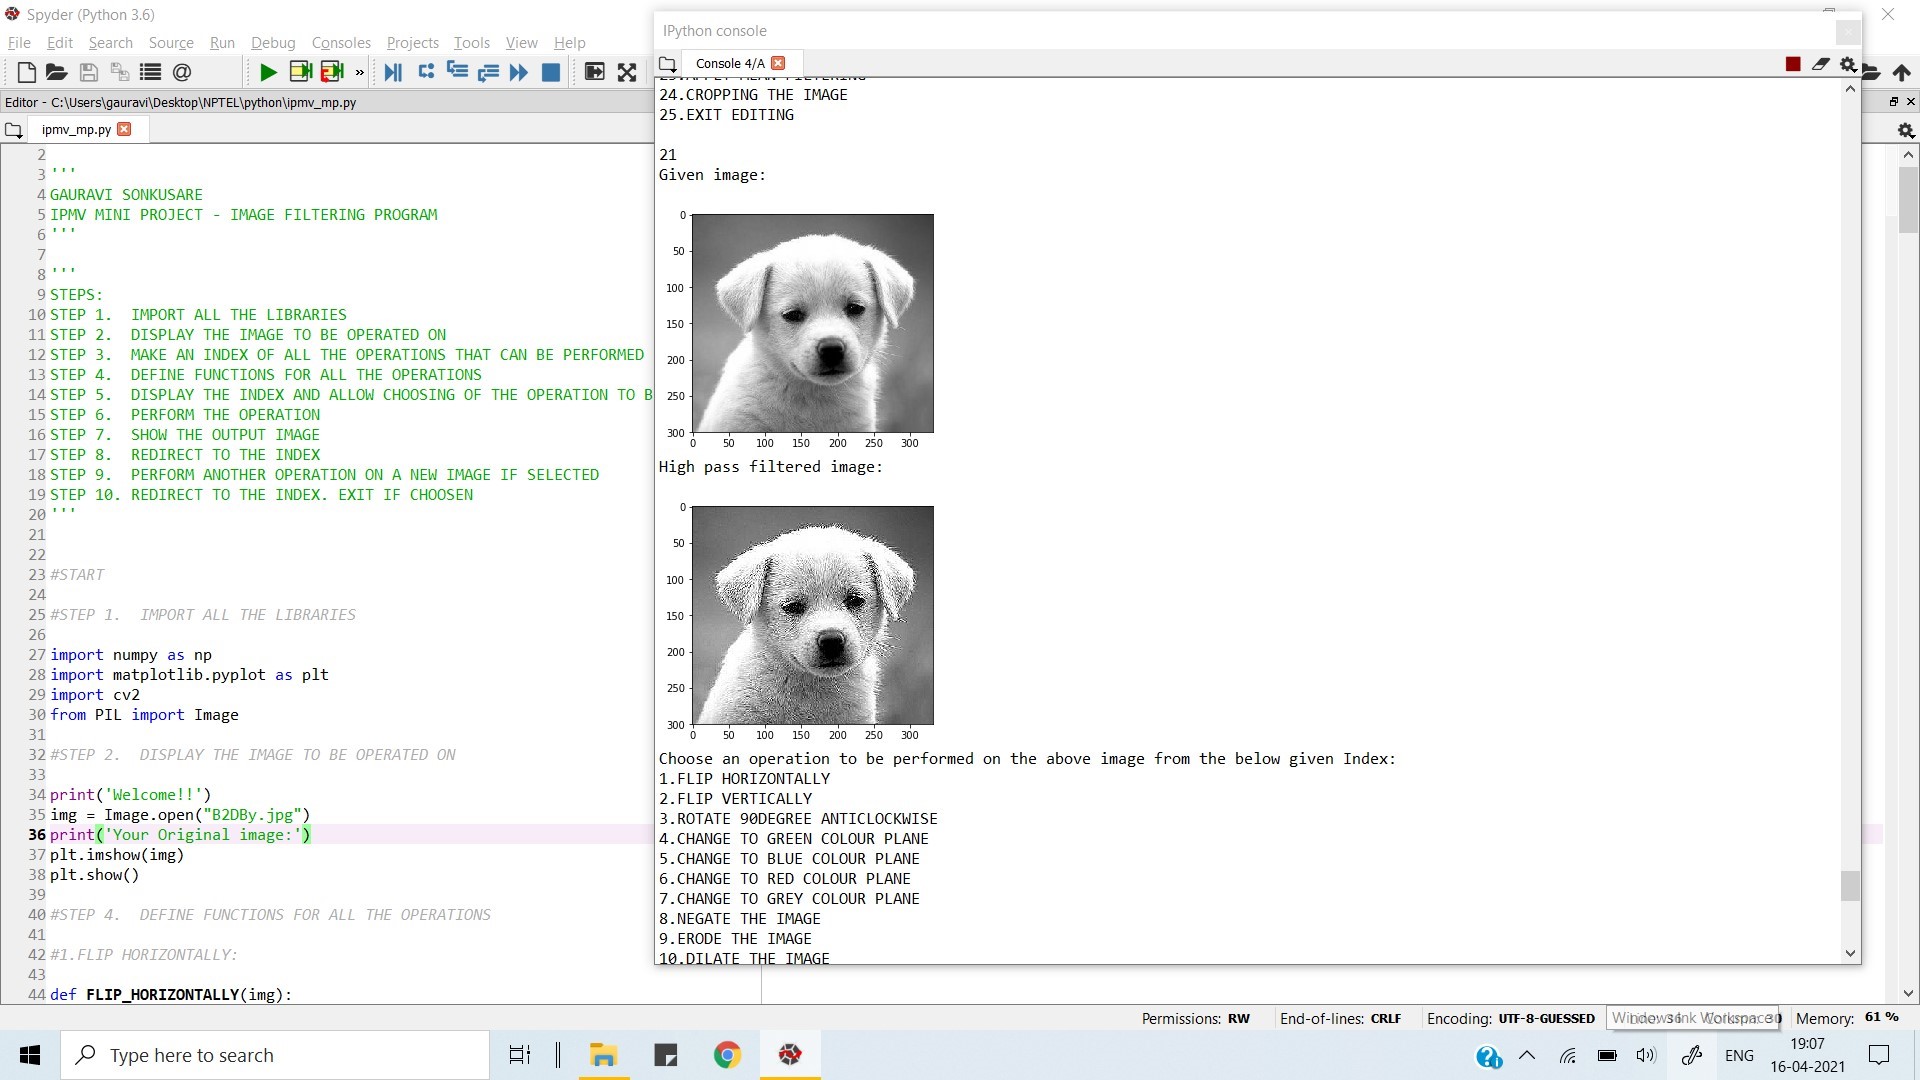 Spyder (Python 3.6)
File Edit Search Source Run Debug Consoles Projects Tools View Help
Editor - C:\Users\gauravi\Desktop\NPTEL\python\ipmv_mp.py
ipmv_mp.py
2
3 '''
4 GAURAVI SONKUSARE
5 IPMV MINI PROJECT - IMAGE FILTERING PROGRAM
6 '''
7
8 '''
9 STEPS:
10 STEP 1.  IMPORT ALL THE LIBRARIES
11 STEP 2.  DISPLAY THE IMAGE TO BE OPERATED ON
12 STEP 3.  MAKE AN INDEX OF ALL THE OPERATIONS THAT CAN BE PERFORMED
13 STEP 4.  DEFINE FUNCTIONS FOR ALL THE OPERATIONS
14 STEP 5.  DISPLAY THE INDEX AND ALLOW CHOOSING OF THE OPERATION TO B
15 STEP 6.  PERFORM THE OPERATION
16 STEP 7.  SHOW THE OUTPUT IMAGE
17 STEP 8.  REDIRECT TO THE INDEX
18 STEP 9.  PERFORM ANOTHER OPERATION ON A NEW IMAGE IF SELECTED
19 STEP 10. REDIRECT TO THE INDEX. EXIT IF CHOOSEN
20 '''
21
22
23 #START
24
25 #STEP 1.  IMPORT ALL THE LIBRARIES
26
27 import numpy as np
28 import matplotlib.pyplot as plt
29 import cv2
30 from PIL import Image
31
32 #STEP 2.  DISPLAY THE IMAGE TO BE OPERATED ON
33
34 print('Welcome!!')
35 img = Image.open("B2DBy.jpg")
36 print('Your Original image:')
37 plt.imshow(img)
38 plt.show()
39
40 #STEP 4.  DEFINE FUNCTIONS FOR ALL THE OPERATIONS
41
42 #1.FLIP HORIZONTALLY:
43
44 def FLIP_HORIZONTALLY(img):
IPython console
Console 4/A
23.APPLY MEAN FILTERING
24.CROPPING THE IMAGE
25.EXIT EDITING
21
Given image:
0
50
100
150
200
250
300
0 50 100 150 200 250 300
High pass filtered image:
0
50
100
150
200
250
300
0 50 100 150 200 250 300
Choose an operation to be performed on the above image from the below given Index:
1.FLIP HORIZONTALLY
2.FLIP VERTICALLY
3.ROTATE 90DEGREE ANTICLOCKWISE
4.CHANGE TO GREEN COLOUR PLANE
5.CHANGE TO BLUE COLOUR PLANE
6.CHANGE TO RED COLOUR PLANE
7.CHANGE TO GREY COLOUR PLANE
8.NEGATE THE IMAGE
9.ERODE THE IMAGE
10.DILATE THE IMAGE
Permissions: RW End-of-lines: CRLF Encoding: UTF-8-GUESSED Windows Ink Workspace Memory: 61 %
Type here to search
ENG
19:07
16-04-2021